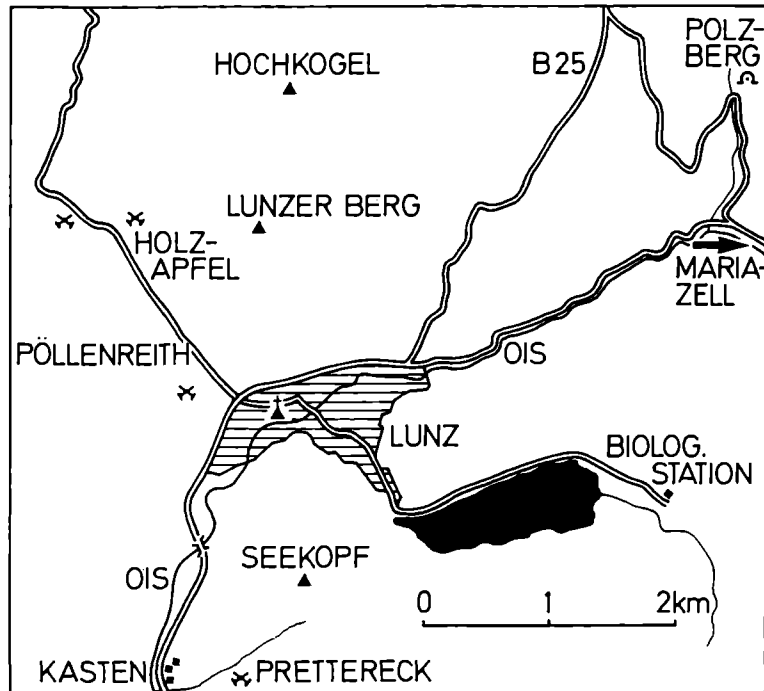 POLZ-
BERG
HOCHKOGEL
B 25
LUNZER BERG
HOLZ-
APFEL
MARIA-
ZELL
PÖLLENREITH
OIS
LUNZ
BIOLOG.
STATION
SEEKOPF
OIS
0 1 2km
KASTEN
PRETTERECK